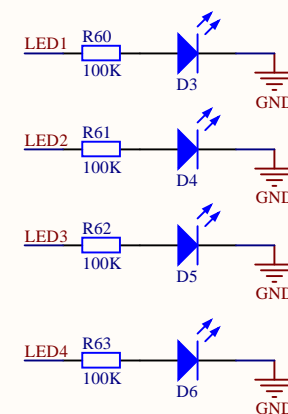 LED1
R60
100K
D3
GND
LED2
R61
100K
D4
GND
LED3
R62
100K
D5
GND
LED4
R63
100K
D6
GND